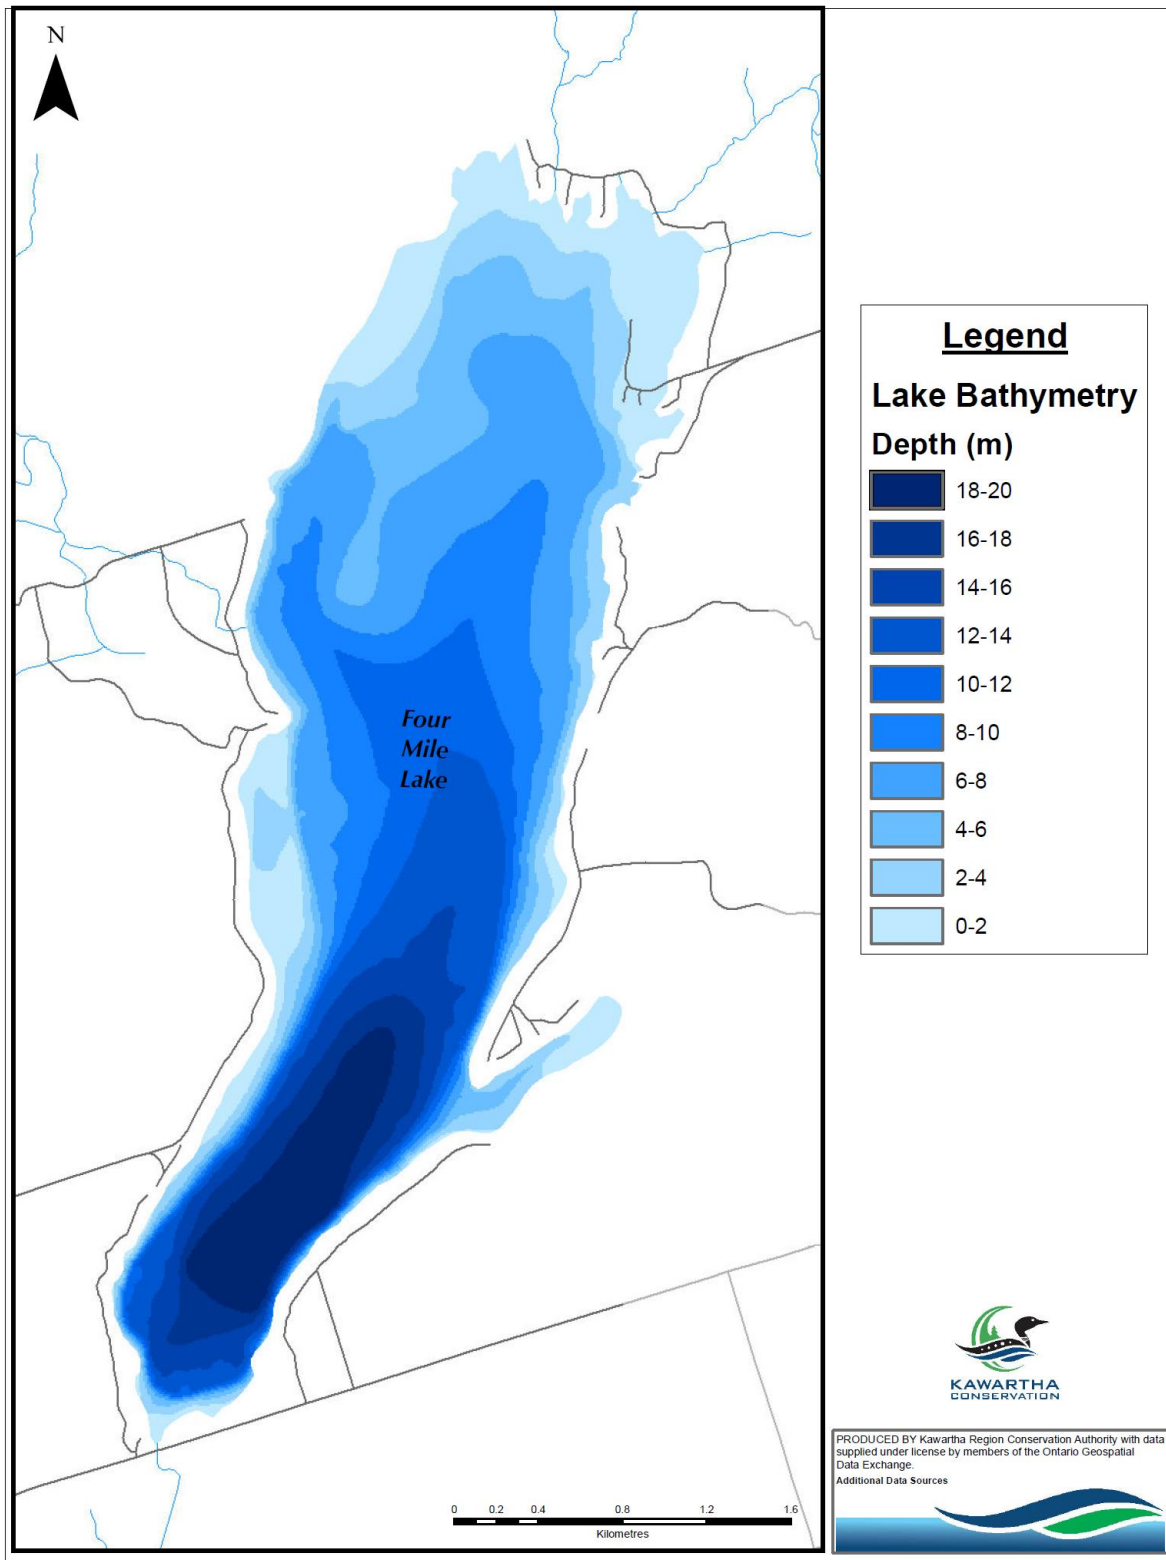 N
Four
Mile
Lake
0 0.2 0.4 0.8 1.2 1.6
Kilometres
Legend
Lake Bathymetry
Depth (m)
18-20
16-18
14-16
12-14
10-12
8-10
6-8
4-6
2-4
0-2
KAWARTHA
CONSERVATION
PRODUCED BY Kawartha Region Conservation Authority with data
supplied under license by members of the Ontario Geospatial
Data Exchange.
Additional Data Sources